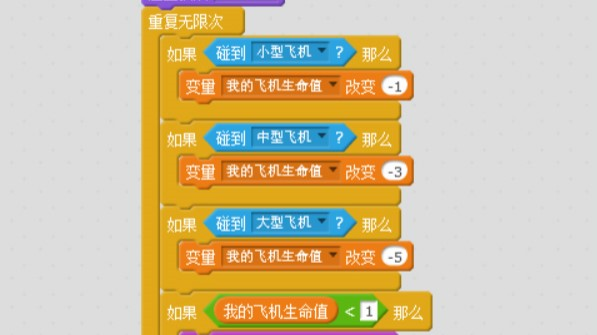 重复无限次
如果 碰到 小型飞机 ? 那么
变量 我的飞机生命值 改变 -1
如果 碰到 中型飞机 ? 那么
变量 我的飞机生命值 改变 -3
如果 碰到 大型飞机 ? 那么
变量 我的飞机生命值 改变 -5
如果 我的飞机生命值 < 1 那么